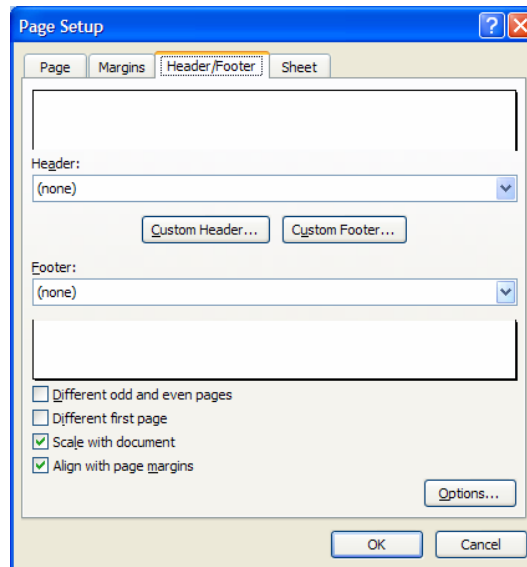 Page Setup
Page Margins Header/Footer Sheet
Header:
(none)
Custom Header... Custom Footer...
Footer:
(none)
Different odd and even pages
Different first page
Scale with document
Align with page margins
Options...
OK Cancel